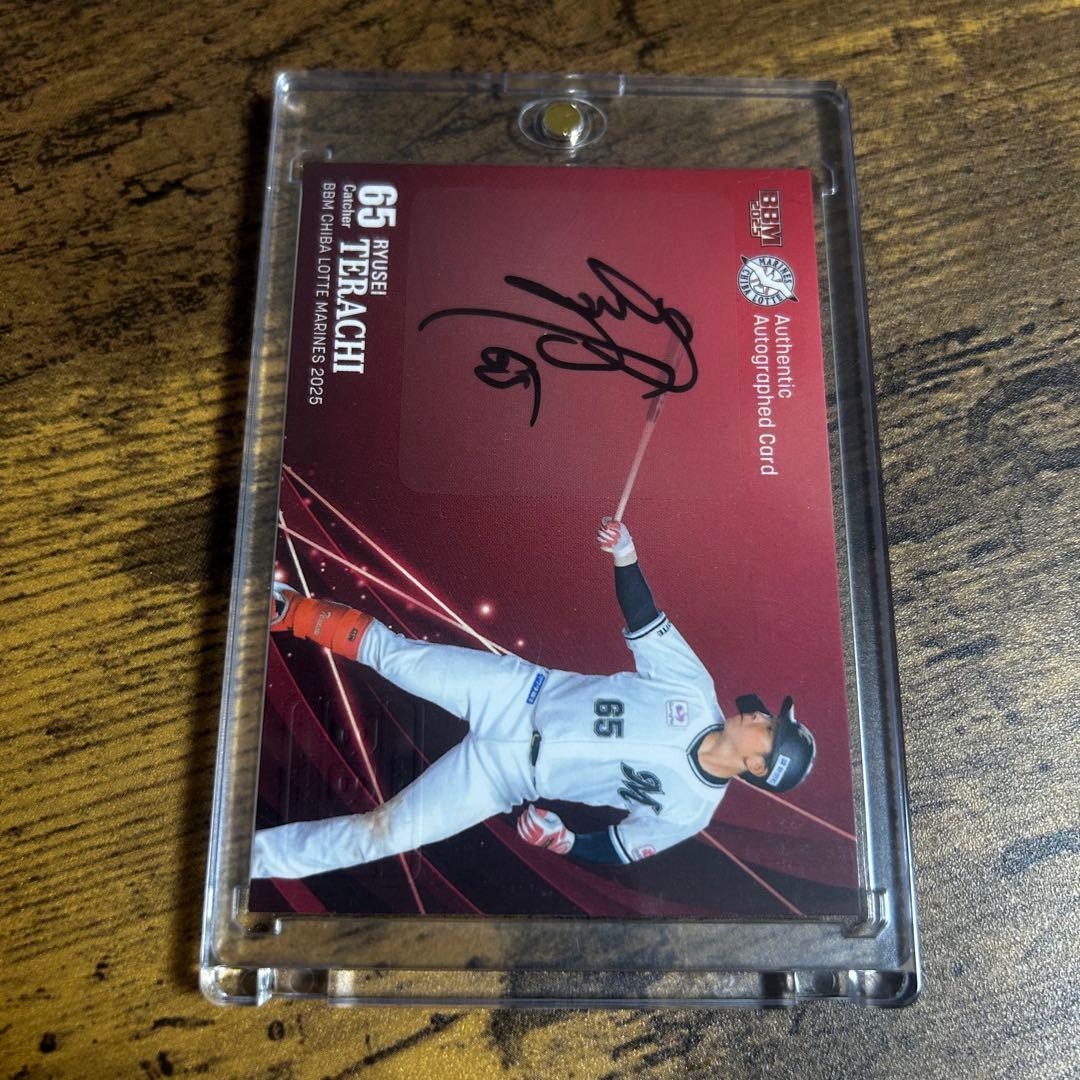 BBM
2025
MARINES
CHIBA LOTTE
Authentic
Autographed Card
65
65
M
65 RYUSEI
Catcher TERACHI
BBM CHIBA LOTTE MARINES 2025